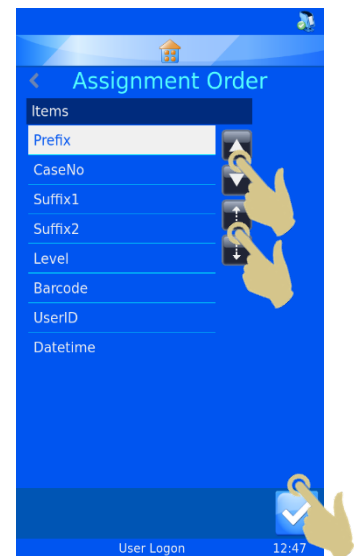 Assignment Order
Items
Prefix
CaseNo
Suffix1
Suffix2
Level
Barcode
UserID
Datetime
User Logon 12:47